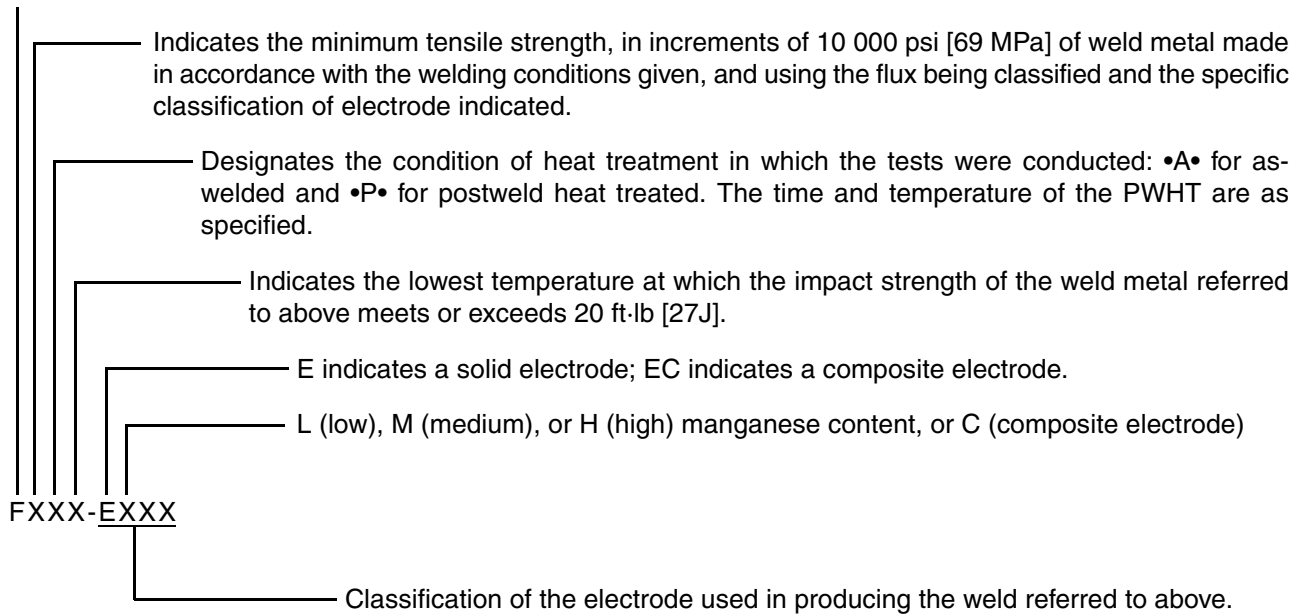 Indicates the minimum tensile strength, in increments of 10 000 psi [69 MPa] of weld metal made
in accordance with the welding conditions given, and using the flux being classified and the specific
classification of electrode indicated.
Designates the condition of heat treatment in which the tests were conducted: •A• for as-
welded and •P• for postweld heat treated. The time and temperature of the PWHT are as
specified.
Indicates the lowest temperature at which the impact strength of the weld metal referred
to above meets or exceeds 20 ft·lb [27J].
E indicates a solid electrode; EC indicates a composite electrode.
L (low), M (medium), or H (high) manganese content, or C (composite electrode)
FXXX-EXXX
Classification of the electrode used in producing the weld referred to above.